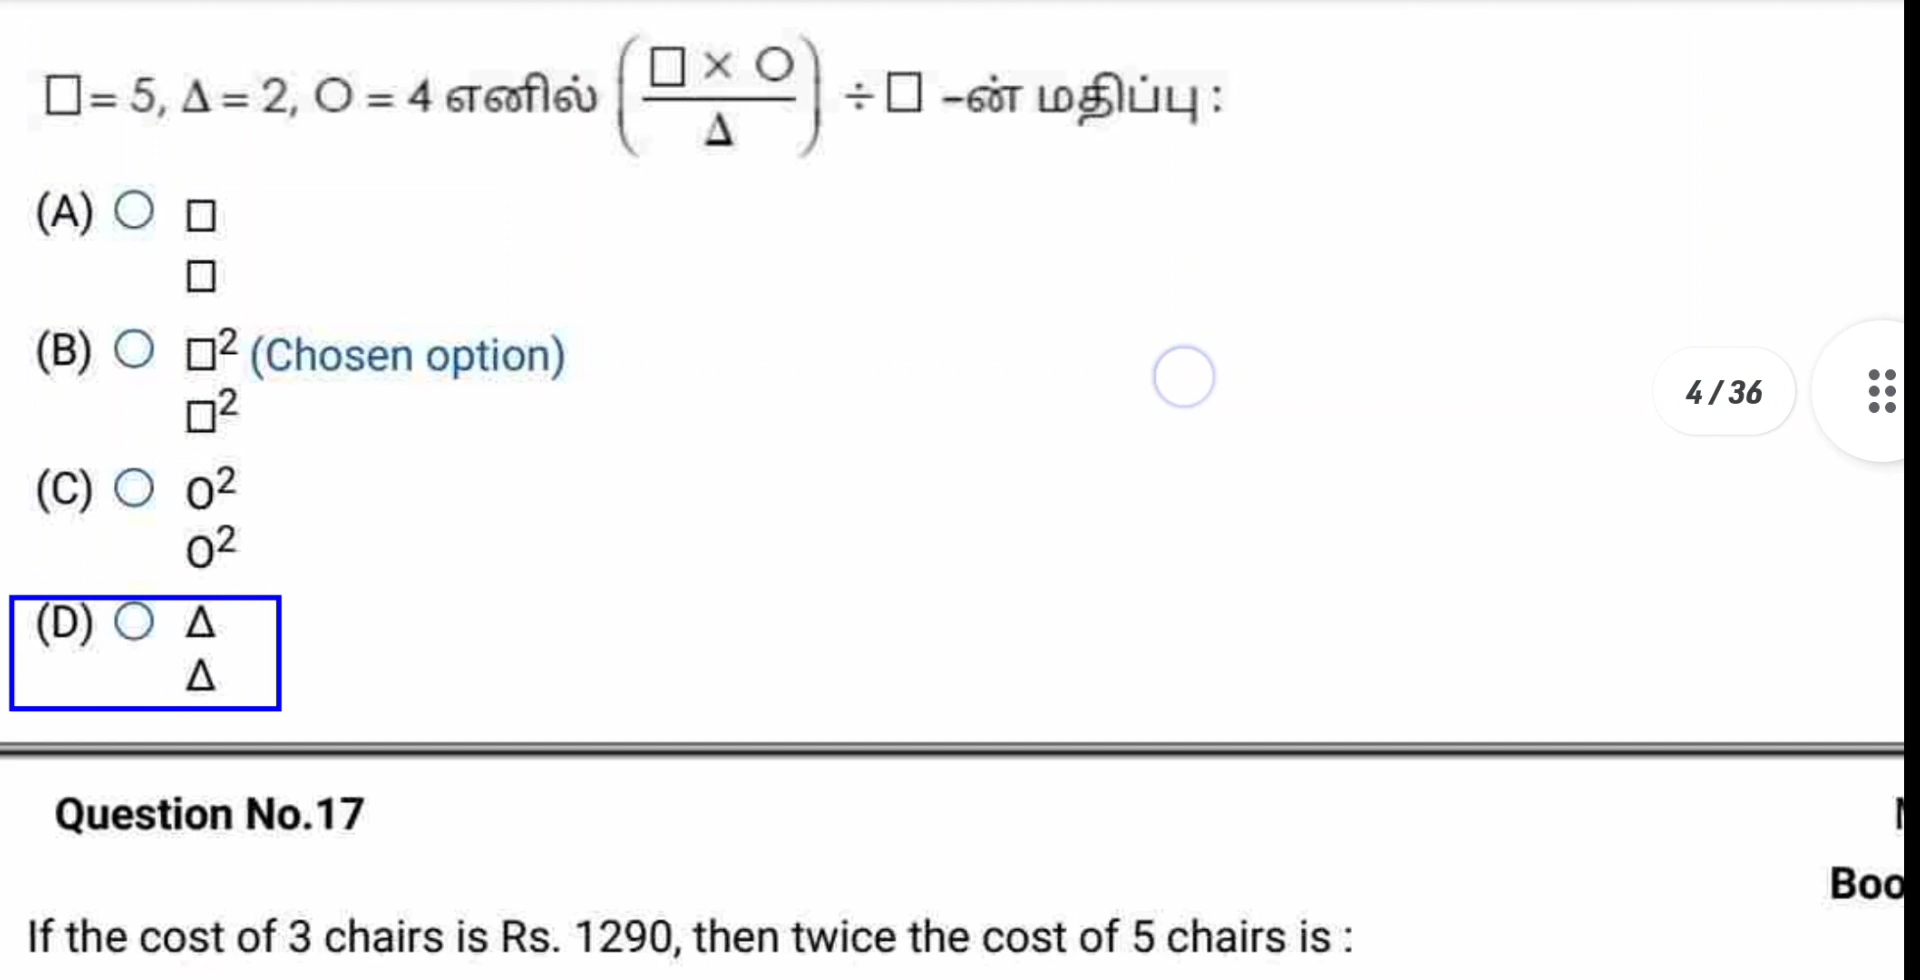 □ = 5, Δ = 2, O = 4 எனில் (□ × O / Δ) ÷ □ -ன் மதிப்பு :
(A) ○ □
□
(B) ○ □² (Chosen option)
□²
(C) ○ O²
O²
(D) ○ Δ
Δ
4 / 36
Question No.17
Boo
If the cost of 3 chairs is Rs. 1290, then twice the cost of 5 chairs is :